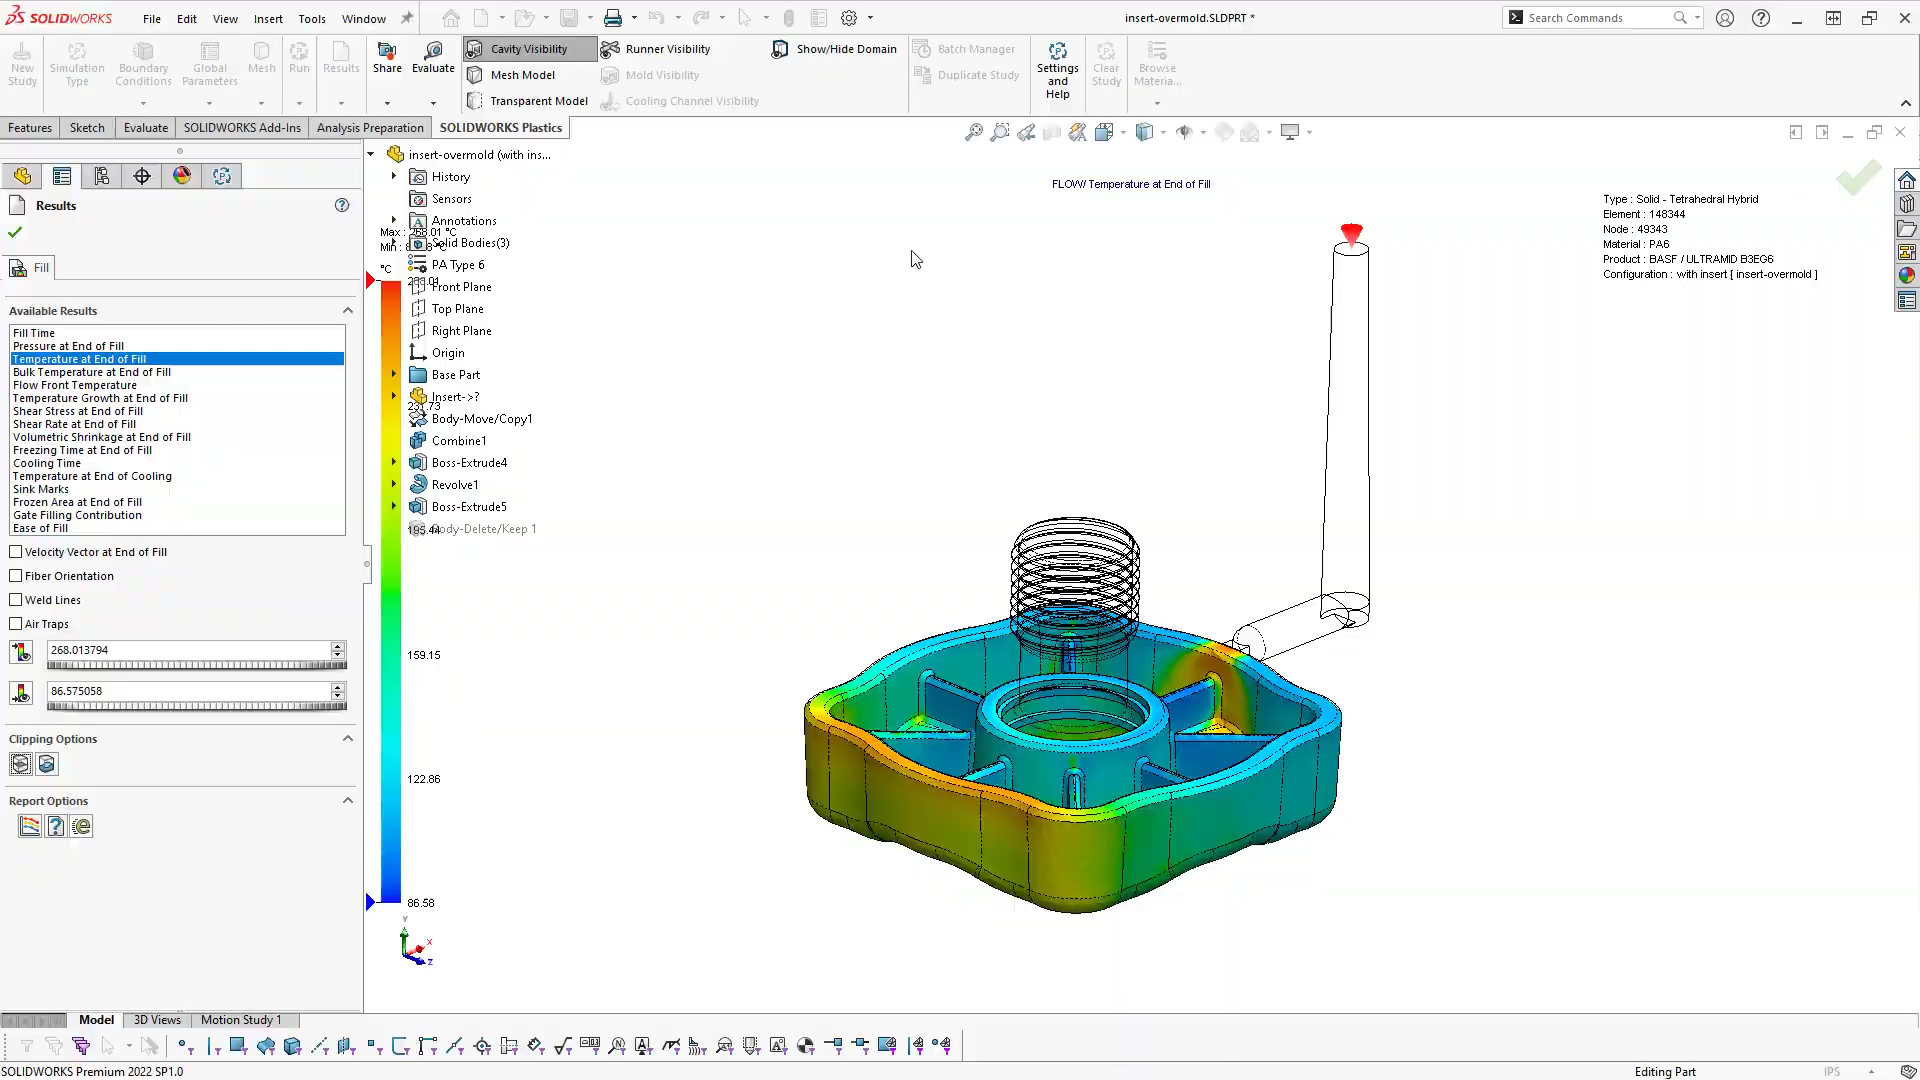 SOLIDWORKS
File Edit View Insert Tools Window
insert-overmold.SLDPRT *
Search Commands
New Study
Simulation Type
Boundary Conditions
Global Parameters
Mesh
Run
Results
Share
Evaluate
Cavity Visibility
Mesh Model
Transparent Model
Runner Visibility
Mold Visibility
Cooling Channel Visibility
Show/Hide Domain
Batch Manager
Duplicate Study
Settings and Help
Clear Study
Browse Materia...
Features Sketch Evaluate SOLIDWORKS Add-Ins Analysis Preparation SOLIDWORKS Plastics
Results
Fill
Available Results
Fill Time
Pressure at End of Fill
Temperature at End of Fill
Bulk Temperature at End of Fill
Flow Front Temperature
Temperature Growth at End of Fill
Shear Stress at End of Fill
Shear Rate at End of Fill
Volumetric Shrinkage at End of Fill
Freezing Time at End of Fill
Cooling Time
Temperature at End of Cooling
Sink Marks
Frozen Area at End of Fill
Gate Filling Contribution
Ease of Fill
Velocity Vector at End of Fill
Fiber Orientation
Weld Lines
Air Traps
268.013794
86.575058
Clipping Options
Report Options
insert-overmold (with ins...
History
Sensors
Annotations
Max : 268.01 °C
Solid Bodies(3)
Min :
°C
PA Type 6
Front Plane
Top Plane
Right Plane
Origin
Base Part
Insert->?
231.73
Body-Move/Copy1
Combine1
Boss-Extrude4
Revolve1
Boss-Extrude5
Body-Delete/Keep 1
195.44
159.15
122.86
86.58
Y
X
Z
FLOW/ Temperature at End of Fill
Type : Solid - Tetrahedral Hybrid
Element : 148344
Node : 49343
Material : PA6
Product : BASF / ULTRAMID B3EG6
Configuration : with insert [ insert-overmold ]
Model 3D Views Motion Study 1
SOLIDWORKS Premium 2022 SP1.0
Editing Part
IPS